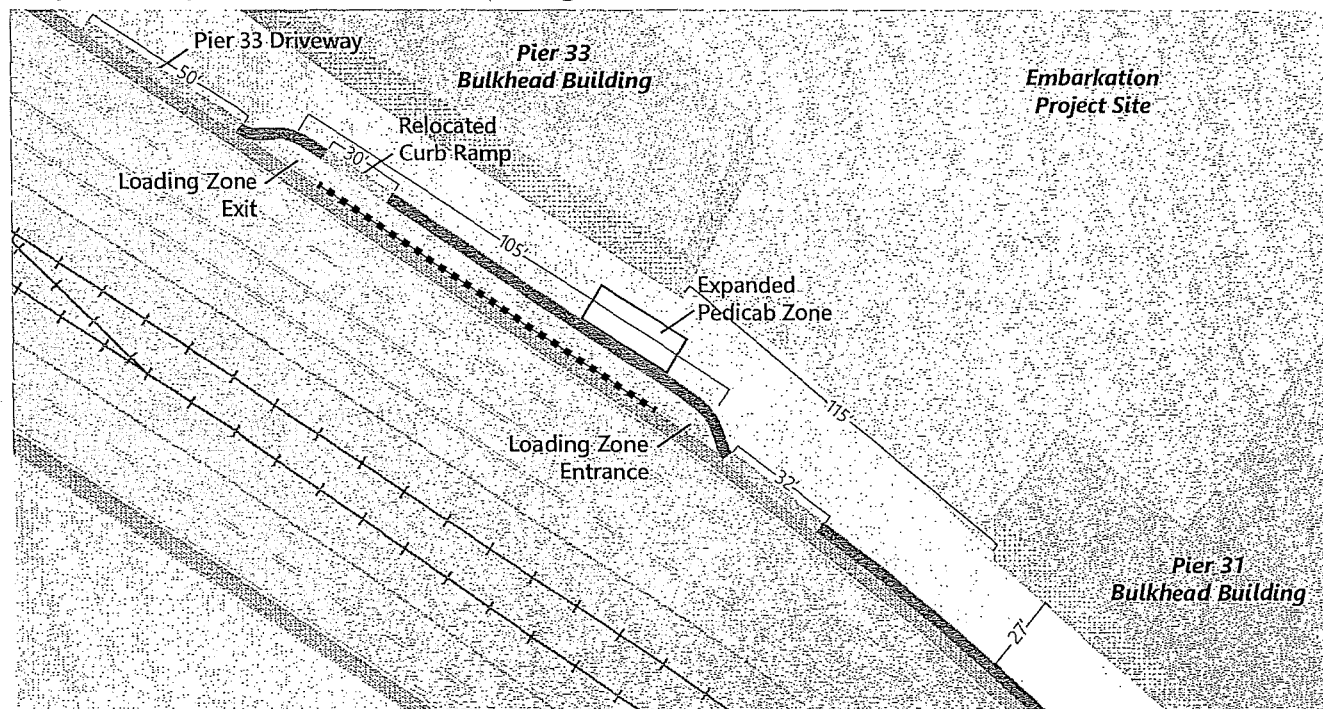 Pier 33 Driveway
50'
Pier 33
Bulkhead Building
Embarkation
Project Site
Relocated
Curb Ramp
30'
Loading Zone
Exit
105'
Expanded
Pedicab Zone
115'
Loading Zone
Entrance
32'
Pier 31
Bulkhead Building
27'